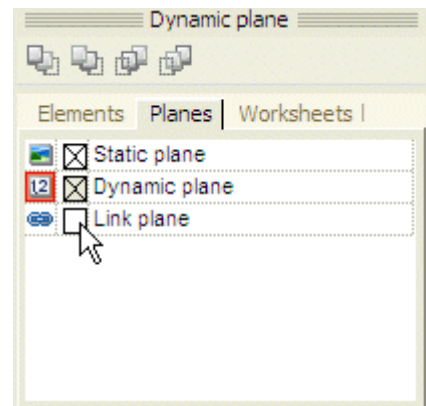 Dynamic plane
Elements Planes Worksheets
Static plane
12 Dynamic plane
Link plane